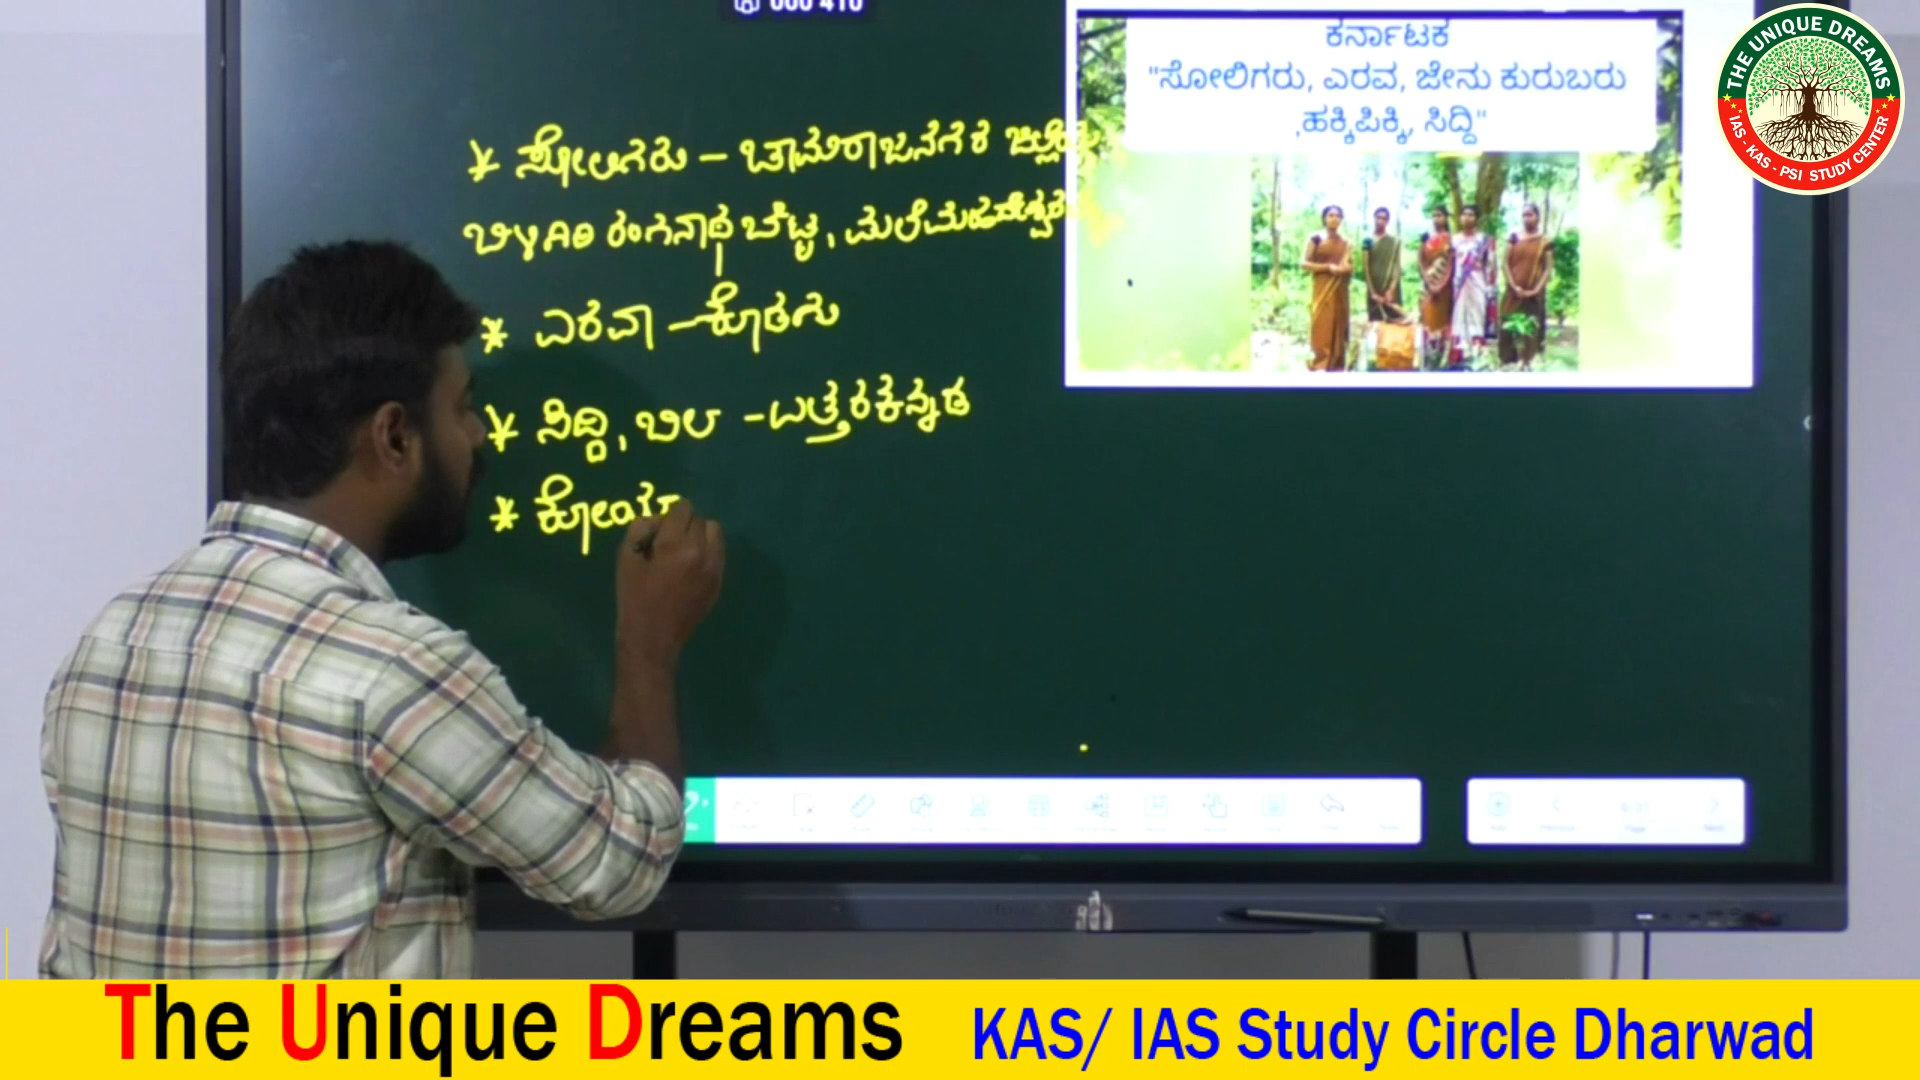 ಕರ್ನಾಟಕ
"ಸೋಲಿಗರು, ಎರವ, ಜೇನು ಕುರುಬರು
,ಹಕ್ಕಿಪಿಕ್ಕಿ, ಸಿದ್ದಿ"
* ಸೋಲಿಗರು – ಚಾಮರಾಜನಗರ ಜಿಲ್ಲೆಯ
ಬಿಳಿಗಿರಿ ರಂಗನಾಥ ಬೆಟ್ಟ, ಮಲೆಮಹದೇಶ್ವರ
* ಎರವಾ – ಕೊಡಗು
* ಸಿದ್ದಿ, ಬಿಲ – ಉತ್ತರಕನ್ನಡ
* ಕೋಯಾ
THE UNIQUE DREAMS
IAS - KAS - PSI STUDY CENTER
The Unique Dreams KAS/ IAS Study Circle Dharwad